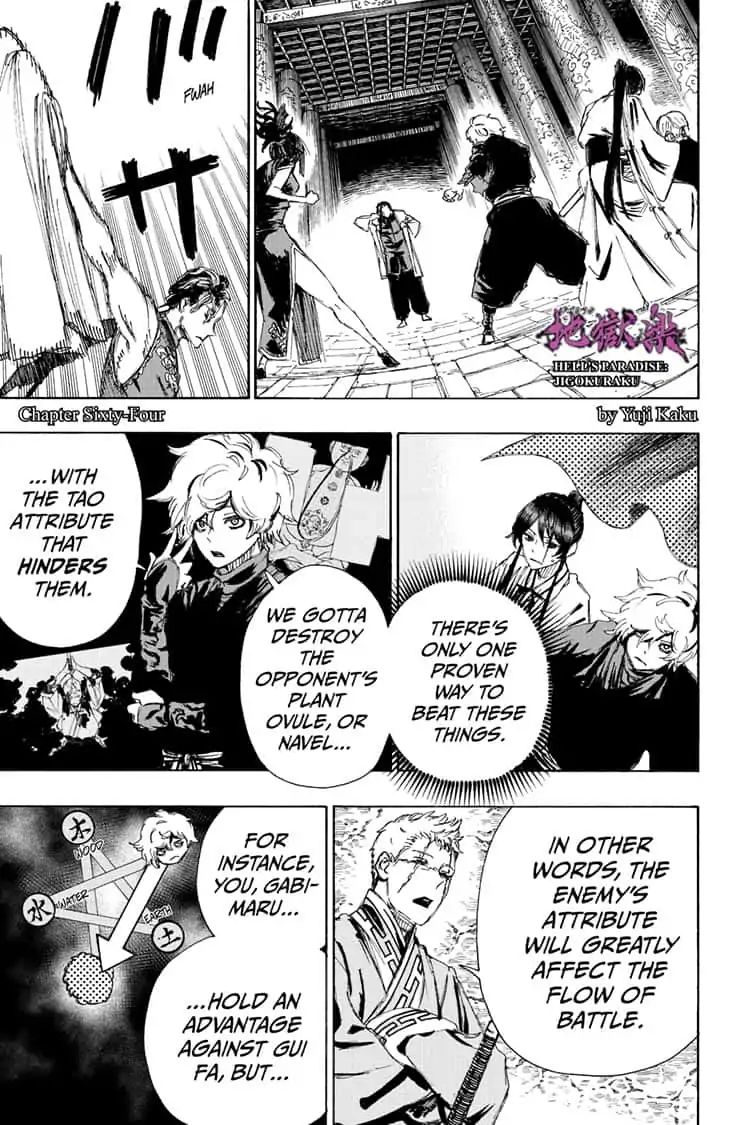 地獄楽
HELL'S PARADISE:
JIGOKURAKU
FWAH
Chapter Sixty-Four
by Yuji Kaku
THERE'S
ONLY ONE
PROVEN
WAY TO
BEAT THESE
THINGS.
WE GOTTA
DESTROY
THE
OPPONENT'S
PLANT
OVULE, OR
NAVEL...
...WITH
THE TAO
ATTRIBUTE
THAT
HINDERS
THEM.
IN OTHER
WORDS, THE
ENEMY'S
ATTRIBUTE
WILL GREATLY
AFFECT THE
FLOW OF
BATTLE.
FOR
INSTANCE,
YOU, GABI-
MARU...
...HOLD AN
ADVANTAGE
AGAINST GUI
FA, BUT...
木
WOOD
水
WATER
EARTH
土